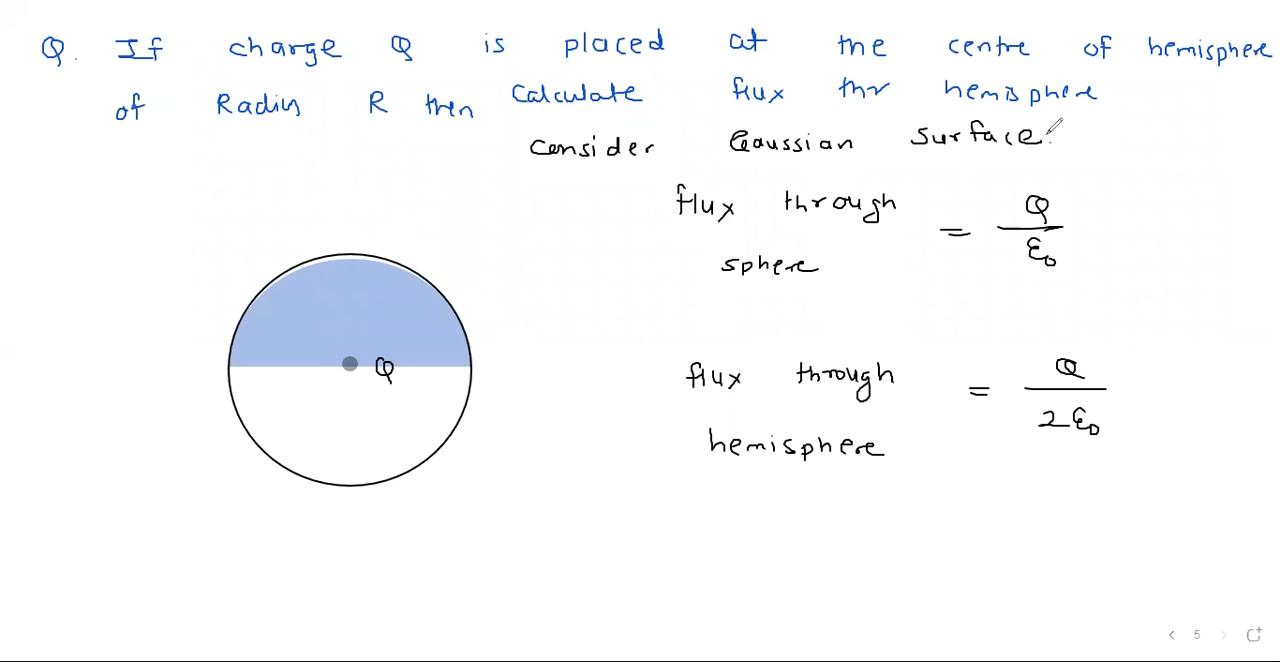 Q. If charge Q is placed at the centre of hemisphere
of Radius R then calculate flux thr hemisphere
consider Gaussian surface
flux through = Q/ε₀
sphere
Q
flux through = Q/2ε₀
hemisphere
5